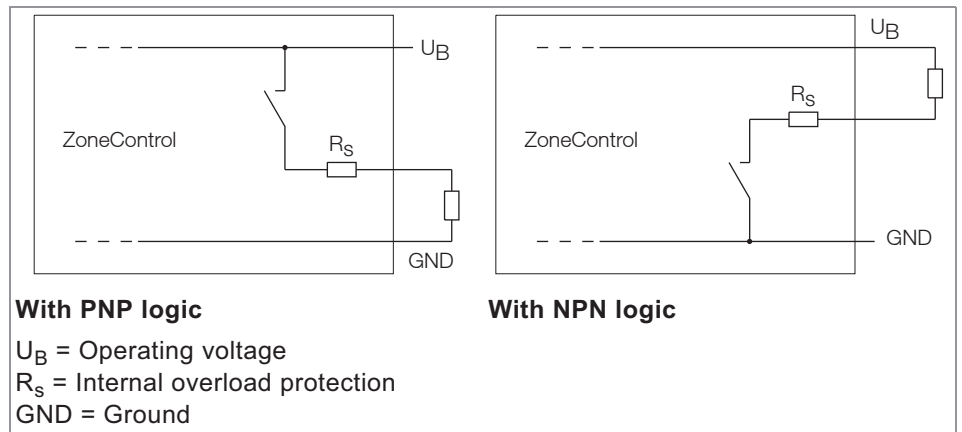 U_B
ZoneControl
R_s
GND
With PNP logic
U_B
R_s
ZoneControl
GND
With NPN logic
U_B = Operating voltage
R_s = Internal overload protection
GND = Ground